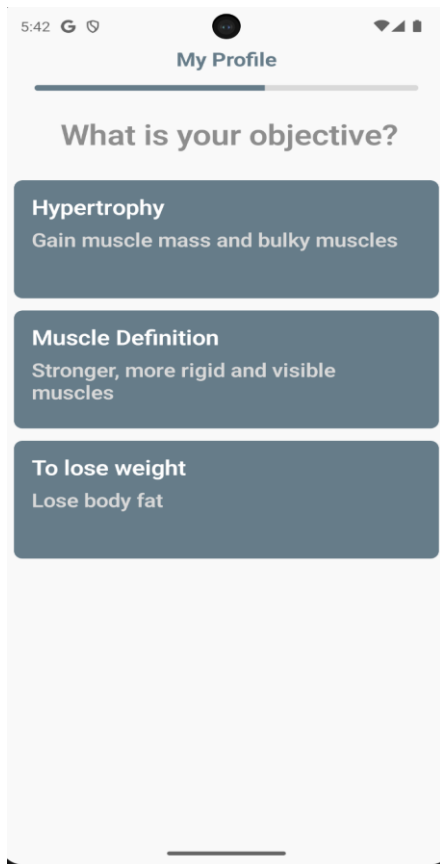 5:42 G
My Profile
What is your objective?
Hypertrophy
Gain muscle mass and bulky muscles
Muscle Definition
Stronger, more rigid and visible
muscles
To lose weight
Lose body fat